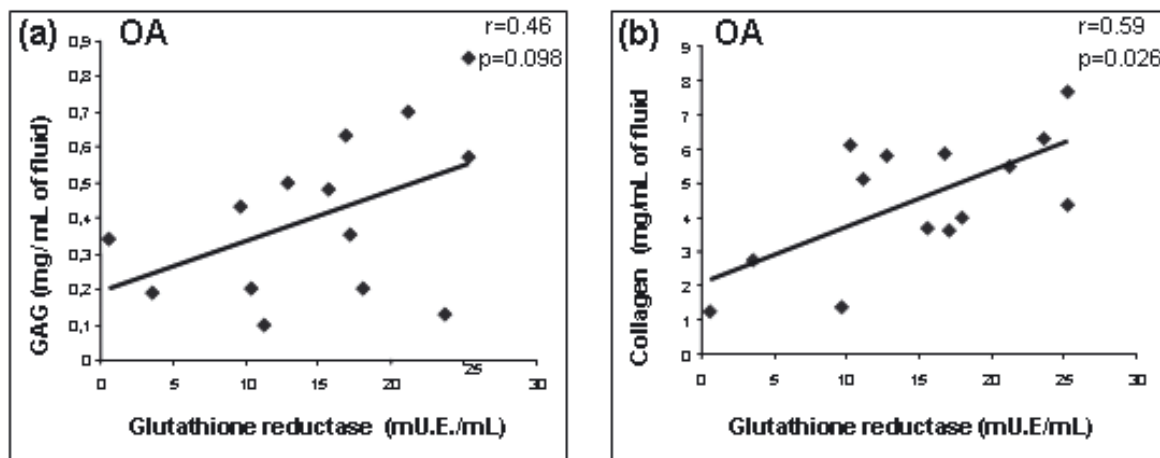 (a) OA
r=0.46
p=0.098
0,9
0,8
0,7
0,6
0,5
0,4
0,3
0,2
0,1
0
GAG (mg/ mL of fluid)
0 5 10 15 20 25 30
Glutathione reductase (mU.E./mL)
(b) OA
r=0.59
p=0.026
9
8
7
6
5
4
3
2
1
0
Collagen (mg/mL of fluid
0 5 10 15 20 25 30
Glutathione reductase (mU.E/mL)